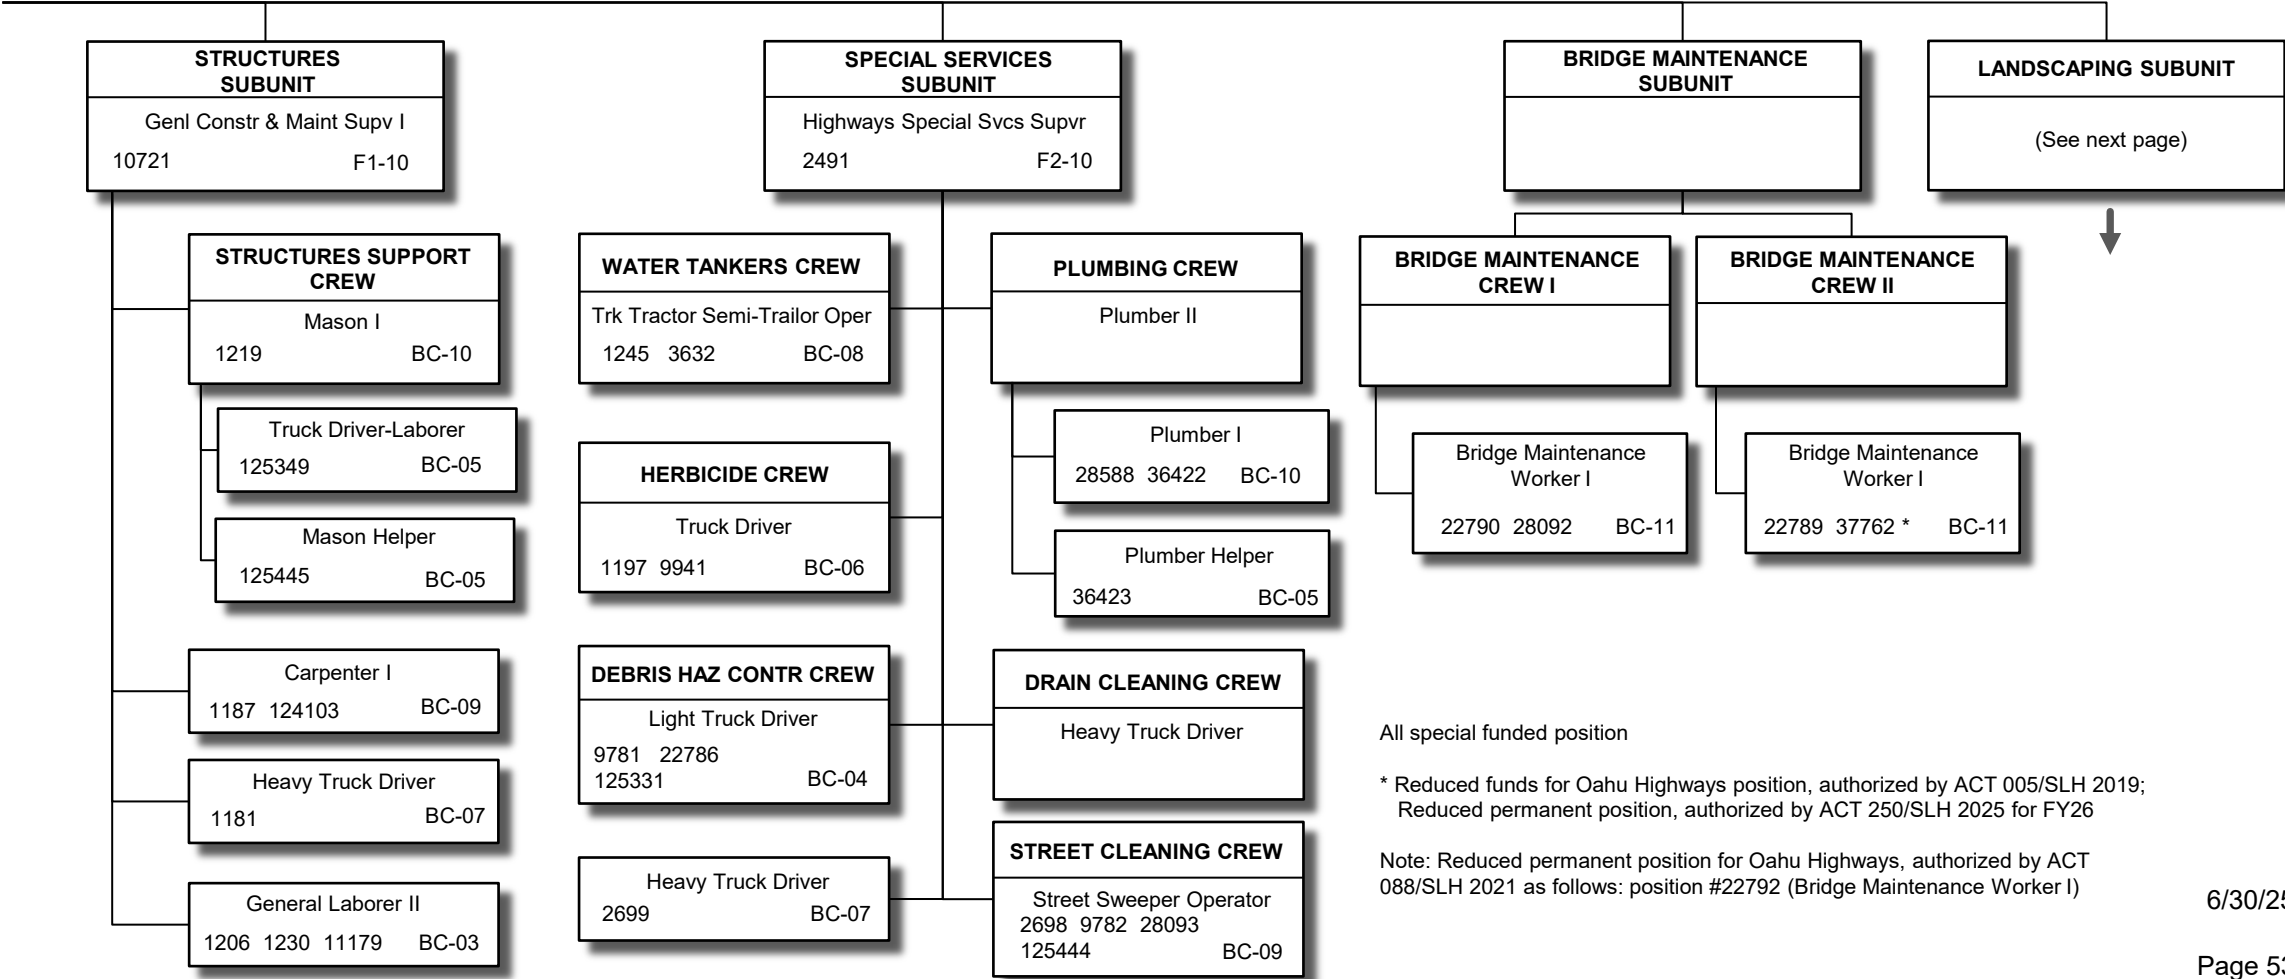 STRUCTURES
SUBUNIT
Genl Constr & Maint Supv I
10721 F1-10
STRUCTURES SUPPORT
CREW
Mason I
1219 BC-10
Truck Driver-Laborer
125349 BC-05
Mason Helper
125445 BC-05
Carpenter I
1187 124103 BC-09
Heavy Truck Driver
1181 BC-07
General Laborer II
1206 1230 11179 BC-03
SPECIAL SERVICES
SUBUNIT
Highways Special Svcs Supvr
2491 F2-10
WATER TANKERS CREW
Trk Tractor Semi-Trailor Oper
1245 3632 BC-08
HERBICIDE CREW
Truck Driver
1197 9941 BC-06
DEBRIS HAZ CONTR CREW
Light Truck Driver
9781 22786
125331 BC-04
Heavy Truck Driver
2699 BC-07
PLUMBING CREW
Plumber II
Plumber I
28588 36422 BC-10
Plumber Helper
36423 BC-05
DRAIN CLEANING CREW
Heavy Truck Driver
STREET CLEANING CREW
Street Sweeper Operator
2698 9782 28093
125444 BC-09
BRIDGE MAINTENANCE
SUBUNIT
BRIDGE MAINTENANCE
CREW I
Bridge Maintenance
Worker I
22790 28092 BC-11
BRIDGE MAINTENANCE
CREW II
Bridge Maintenance
Worker I
22789 37762 * BC-11
LANDSCAPING SUBUNIT
(See next page)
All special funded position
* Reduced funds for Oahu Highways position, authorized by ACT 005/SLH 2019;
Reduced permanent position, authorized by ACT 250/SLH 2025 for FY26
Note: Reduced permanent position for Oahu Highways, authorized by ACT
088/SLH 2021 as follows: position #22792 (Bridge Maintenance Worker I)
6/30/25
Page 53